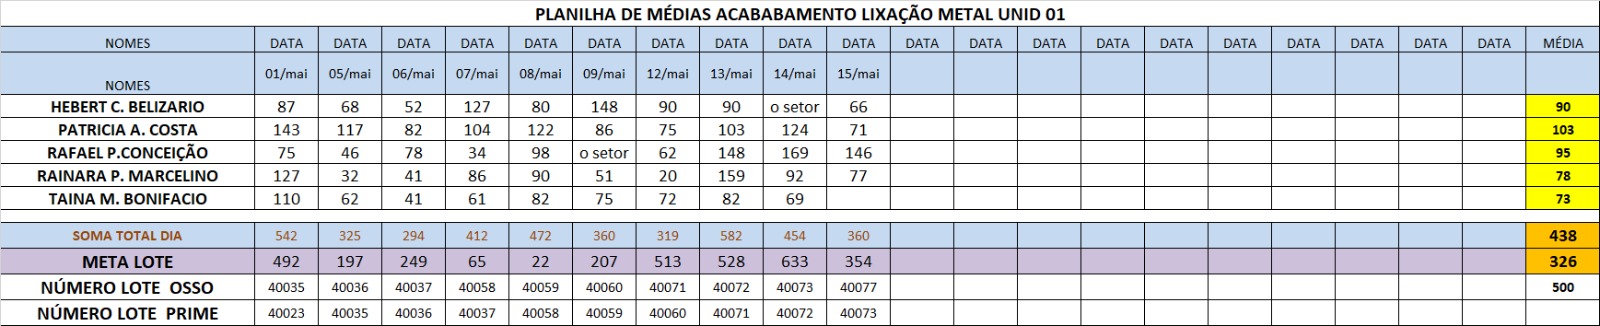 PLANILHA DE MÉDIAS ACABABAMENTO LIXAÇÃO METAL UNID 01
NOMES DATA DATA DATA DATA DATA DATA DATA DATA DATA DATA DATA DATA DATA DATA DATA DATA DATA DATA DATA DATA MÉDIA
NOMES 01/mai 05/mai 06/mai 07/mai 08/mai 09/mai 12/mai 13/mai 14/mai 15/mai
HEBERT C. BELIZARIO 87 68 52 127 80 148 90 90 o setor 66 90
PATRICIA A. COSTA 143 117 82 104 122 86 75 103 124 71 103
RAFAEL P.CONCEIÇÃO 75 46 78 34 98 o setor 62 148 169 146 95
RAINARA P. MARCELINO 127 32 41 86 90 51 20 159 92 77 78
TAINA M. BONIFACIO 110 62 41 61 82 75 72 82 69 73
SOMA TOTAL DIA 542 325 294 412 472 360 319 582 454 360 438
META LOTE 492 197 249 65 22 207 513 528 633 354 326
NÚMERO LOTE OSSO 40035 40036 40037 40058 40059 40060 40071 40072 40073 40077 500
NÚMERO LOTE PRIME 40023 40035 40036 40037 40058 40059 40060 40071 40072 40073